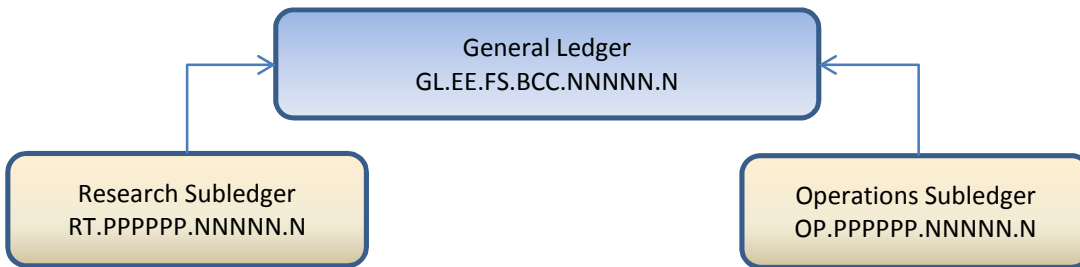 General Ledger
GL.EE.FS.BCC.NNNNN.N
Research Subledger
RT.PPPPPP.NNNNN.N
Operations Subledger
OP.PPPPPP.NNNNN.N